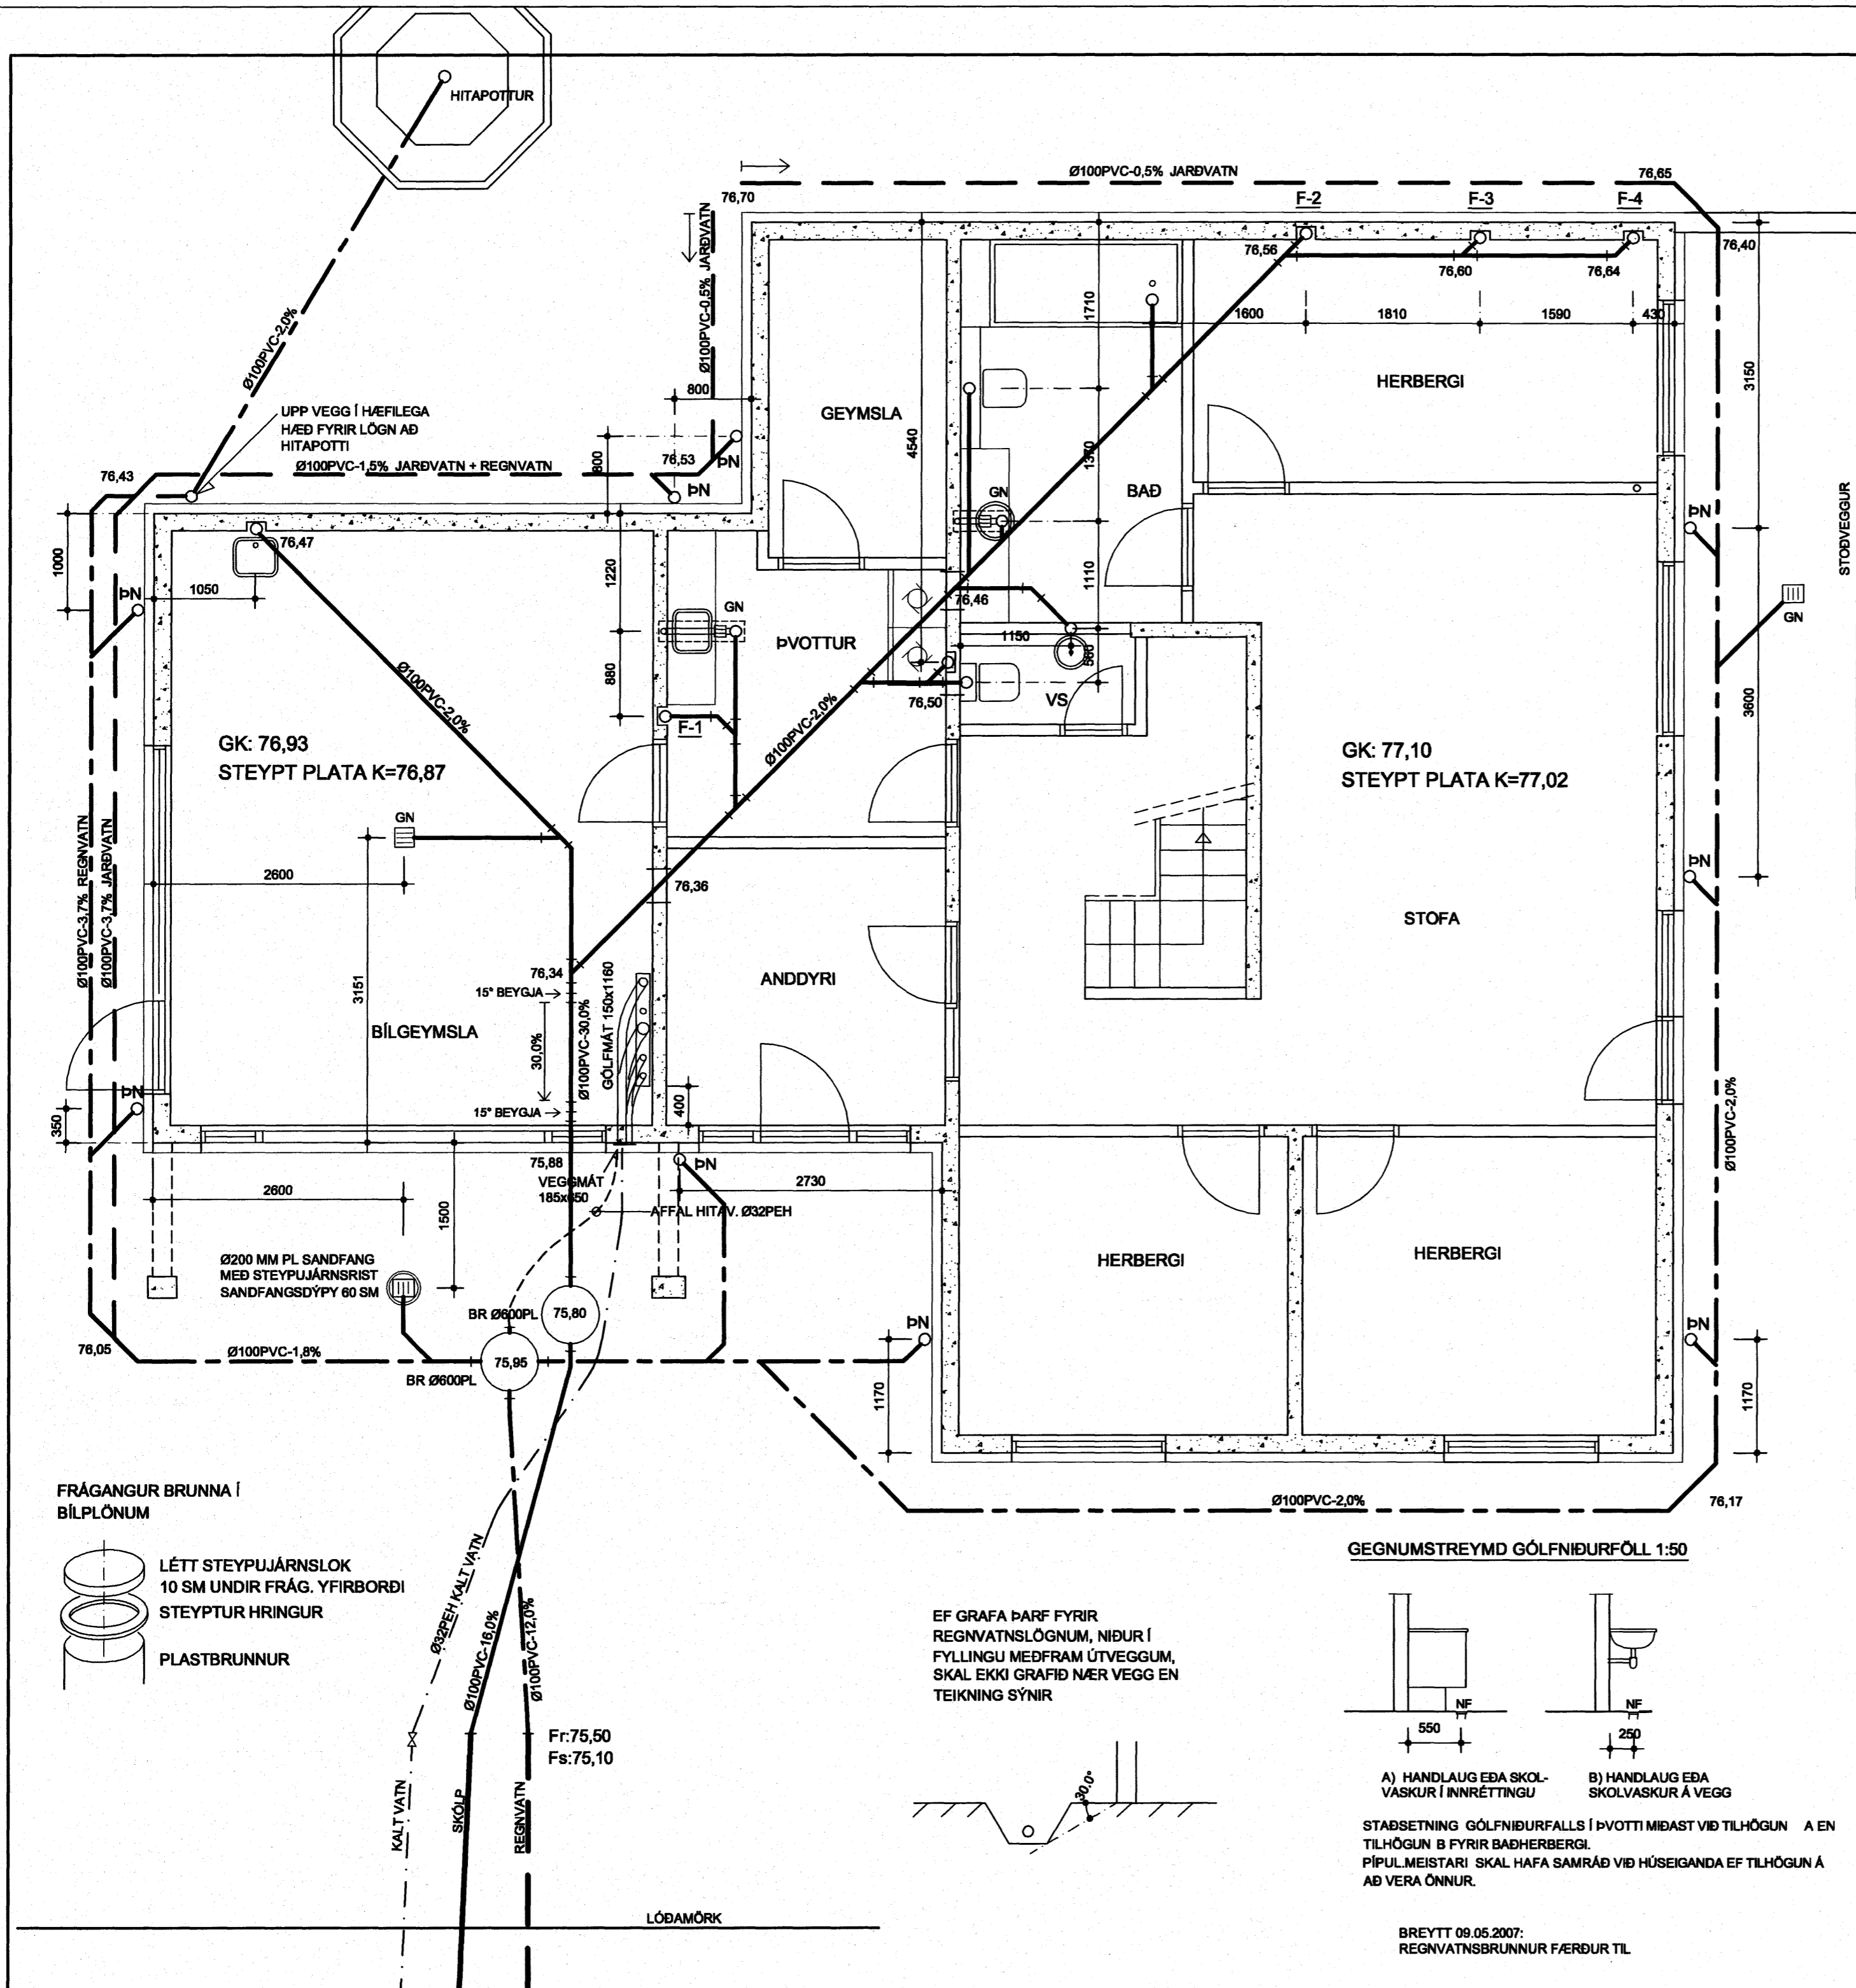 HITAPOTTUR
Ø100PVC-0,5% JARÐVATN
76,65
76,70
F-2
F-3
F-4
Ø100PVC-0,5% JARÐVATN
76,56
76,60
76,64
76,40
Ø100PVC-2,0%
1710
1600
1810
1590
430
3150
800
HERBERGI
UPP VEGG Í HÆFILEGA
HÆÐ FYRIR LÖGN AÐ
HITAPOTTI
GEYMSLA
4540
1370
76,43
Ø100PVC-1,5% JARÐVATN + REGNVATN
800
76,53
ÞN
ÞN
GN
BAÐ
STOÐVEGGUR
ÞN
76,47
1000
1220
1110
1050
ÞN
GN
76,46
GN
ÞVOTTUR
1150
560
880
Ø100PVC-2,0%
76,50
VS
3600
F-1
Ø100PVC-2,0%
GK: 76,93
STEYPT PLATA K=76,87
GK: 77,10
STEYPT PLATA K=77,02
GN
Ø100PVC-3,7% REGNVATN
Ø100PVC-3,7% JARÐVATN
2600
76,36
ÞN
STOFA
3151
76,34
15° BEYGJA
ANDDYRI
BÍLGEYMSLA
30,0%
Ø100PVC-30,0%
GÓLFMÁT 150x1160
15° BEYGJA
400
ÞN
350
Ø100PVC-2,0%
75,88
VEGGMÁT
185x650
ÞN
2600
1500
2730
AFFAL HITAV. Ø32PEH
Ø200 MM PL SANDFANG
MEÐ STEYPUJÁRNSRIST
SANDFANGSDÝPY 60 SM
HERBERGI
HERBERGI
BR Ø600PL
75,80
ÞN
ÞN
76,05
Ø100PVC-1,8%
75,95
BR Ø600PL
1170
1170
FRÁGANGUR BRUNNA Í
BÍLPLÖNUM
Ø100PVC-2,0%
76,17
LÉTT STEYPUJÁRNSLOK
10 SM UNDIR FRÁG. YFIRBORÐI
STEYPTUR HRINGUR
PLASTBRUNNUR
Ø32PEH KALT VATN
Ø100PVC-16,0%
Ø100PVC-12,0%
GEGNUMSTREYMD GÓLFNIÐURFÖLL 1:50
EF GRAFA ÞARF FYRIR
REGNVATNSLÖGNUM, NIÐUR Í
FYLLINGU MEÐFRAM ÚTVEGGUM,
SKAL EKKI GRAFIÐ NÆR VEGG EN
TEIKNING SÝNIR
30.0°
NF
550
NF
250
A) HANDLAUG EÐA SKOL-
VASKUR Í INNRÉTTINGU
B) HANDLAUG EÐA
SKOLVASKUR Á VEGG
Fr:75,50
Fs:75,10
KALT VATN
SKÓLP
REGNVATN
STAÐSETNING GÓLFNIÐURFALLS Í ÞVOTTI MIÐAST VIÐ TILHÖGUN A EN
TILHÖGUN B FYRIR BAÐHERBERGI.
PÍPUL.MEISTARI SKAL HAFA SAMRÁÐ VIÐ HÚSEIGANDA EF TILHÖGUN Á
AÐ VERA ÖNNUR.
LÓÐAMÖRK
BREYTT 09.05.2007:
REGNVATNSBRUNNUR FÆRÐUR TIL